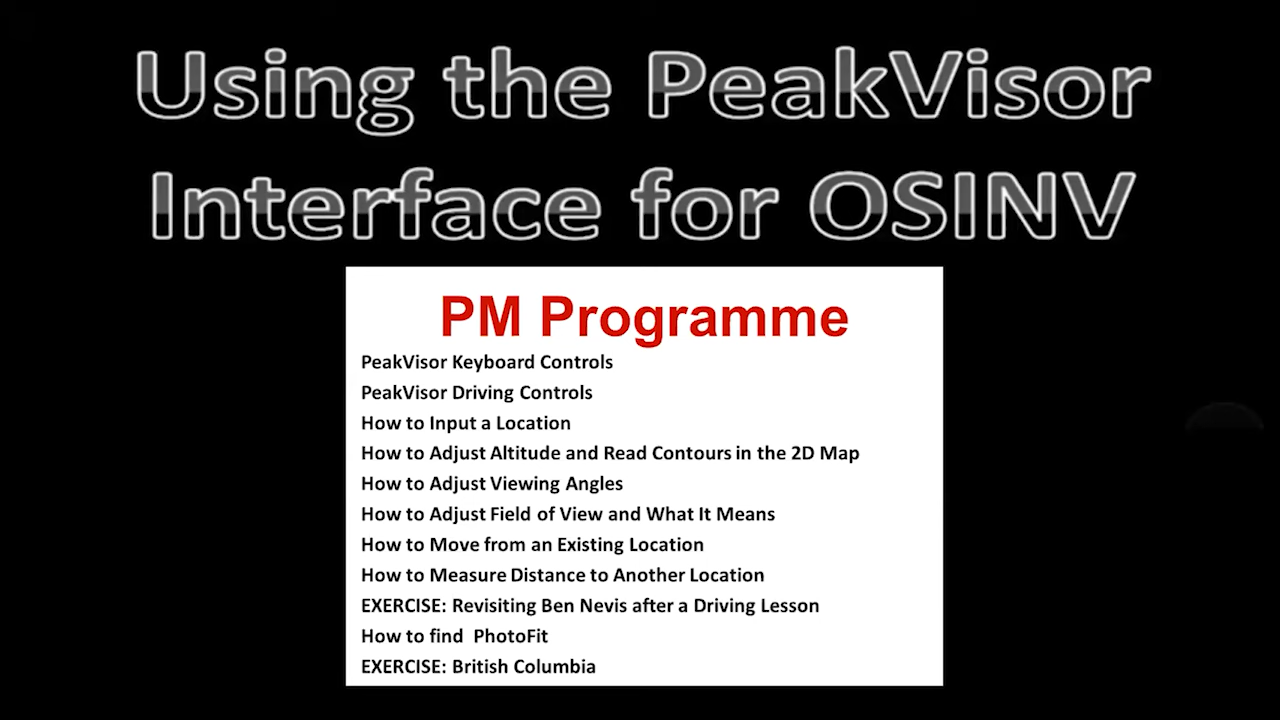 Using the PeakVisor
Interface for OSINV
PM Programme
PeakVisor Keyboard Controls
PeakVisor Driving Controls
How to Input a Location
How to Adjust Altitude and Read Contours in the 2D Map
How to Adjust Viewing Angles
How to Adjust Field of View and What It Means
How to Move from an Existing Location
How to Measure Distance to Another Location
EXERCISE: Revisiting Ben Nevis after a Driving Lesson
How to find  PhotoFit
EXERCISE: British Columbia